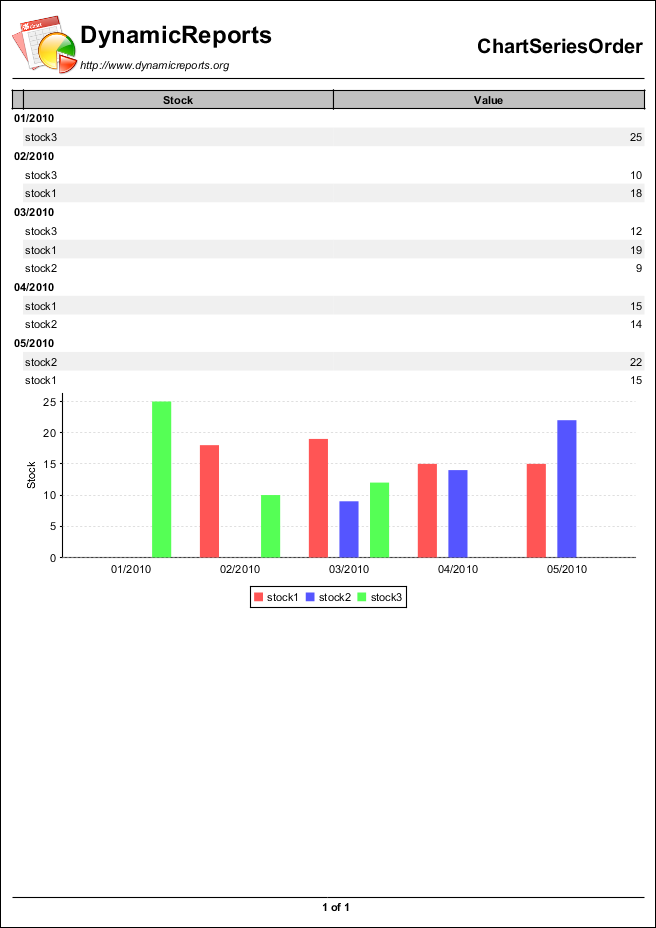 DynamicReports
http://www.dynamicreports.org
ChartSeriesOrder
Stock Value
01/2010
stock3 25
02/2010
stock3 10
stock1 18
03/2010
stock3 12
stock1 19
stock2 9
04/2010
stock1 15
stock2 14
05/2010
stock2 22
stock1 15
25
20
15
10
5
0
Stock
01/2010 02/2010 03/2010 04/2010 05/2010
stock1 stock2 stock3
1 of 1